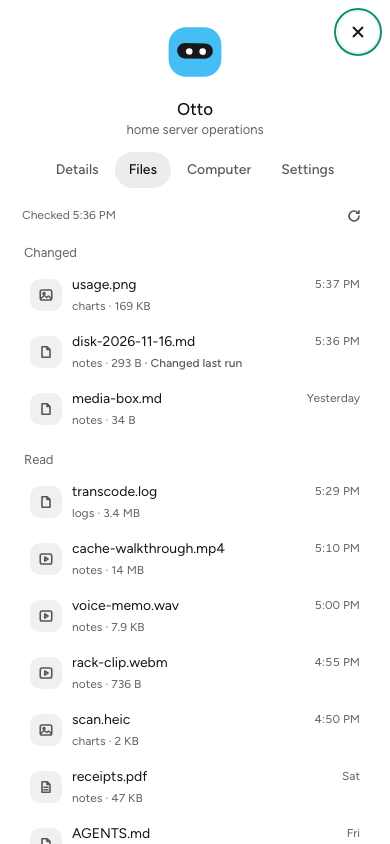 Otto
home server operations
Details Files Computer Settings
Checked 5:36 PM
Changed
usage.png 5:37 PM
charts · 169 KB
disk-2026-11-16.md 5:36 PM
notes · 293 B · Changed last run
media-box.md Yesterday
notes · 34 B
Read
transcode.log 5:29 PM
logs · 3.4 MB
cache-walkthrough.mp4 5:10 PM
notes · 14 MB
voice-memo.wav 5:00 PM
notes · 7.9 KB
rack-clip.webm 4:55 PM
notes · 736 B
scan.heic 4:50 PM
charts · 2 KB
receipts.pdf Sat
notes · 47 KB
AGENTS.md Fri